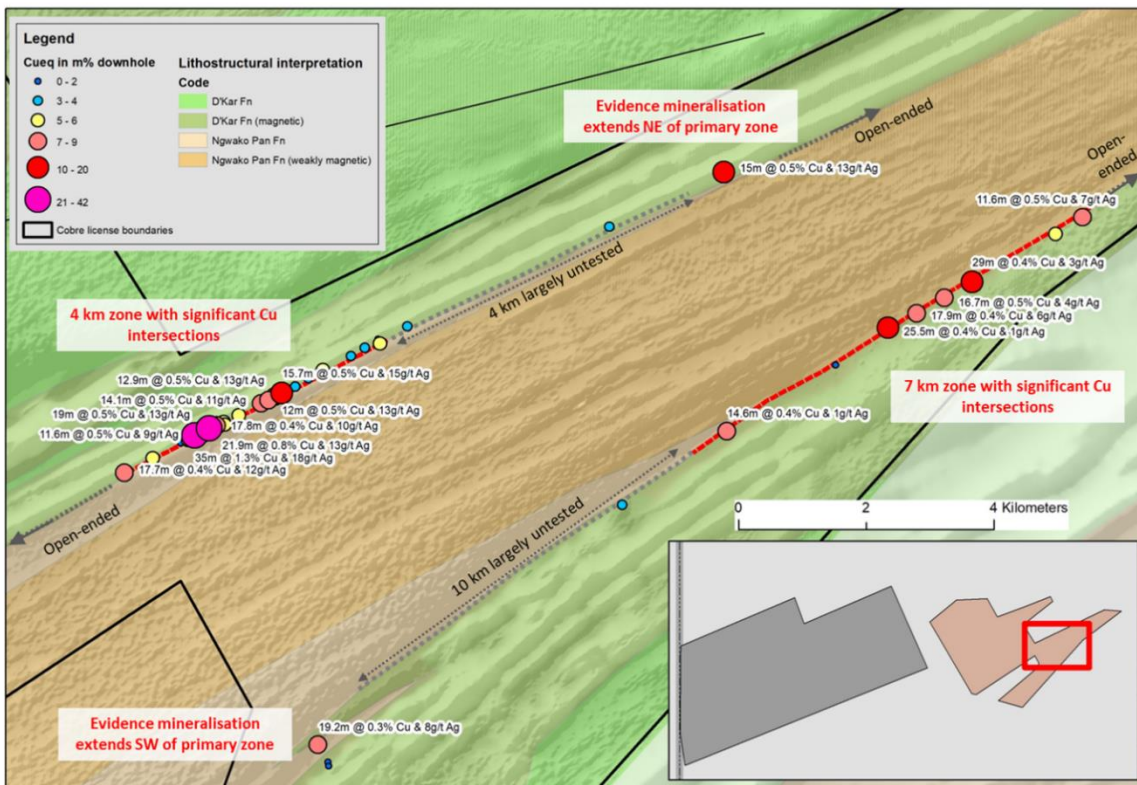 Legend
Cueq in m% downhole
0 - 2
3 - 4
5 - 6
7 - 9
10 - 20
21 - 42
Cobre license boundaries
Lithostructural interpretation
Code
D'Kar Fn
D'Kar Fn (magnetic)
Ngwako Pan Fn
Ngwako Pan Fn (weakly magnetic)
Evidence mineralisation
extends NE of primary zone
Open-ended
Open-
ended
15m @ 0.5% Cu & 13g/t Ag
11.6m @ 0.5% Cu & 7g/t Ag
4 km largely untested
29m @ 0.4% Cu & 3g/t Ag
16.7m @ 0.5% Cu & 4g/t Ag
17.9m @ 0.4% Cu & 6g/t Ag
25.5m @ 0.4% Cu & 1g/t Ag
4 km zone with significant Cu
intersections
7 km zone with significant Cu
intersections
12.9m @ 0.5% Cu & 13g/t Ag
15.7m @ 0.5% Cu & 15g/t Ag
14.1m @ 0.5% Cu & 11g/t Ag
12m @ 0.5% Cu & 13g/t Ag
19m @ 0.5% Cu & 13g/t Ag
17.8m @ 0.4% Cu & 10g/t Ag
11.6m @ 0.5% Cu & 9g/t Ag
21.9m @ 0.8% Cu & 13g/t Ag
35m @ 1.3% Cu & 18g/t Ag
17.7m @ 0.4% Cu & 12g/t Ag
14.6m @ 0.4% Cu & 1g/t Ag
Open-ended
10 km largely untested
0 2 4 Kilometers
Evidence mineralisation
extends SW of primary zone
19.2m @ 0.3% Cu & 8g/t Ag